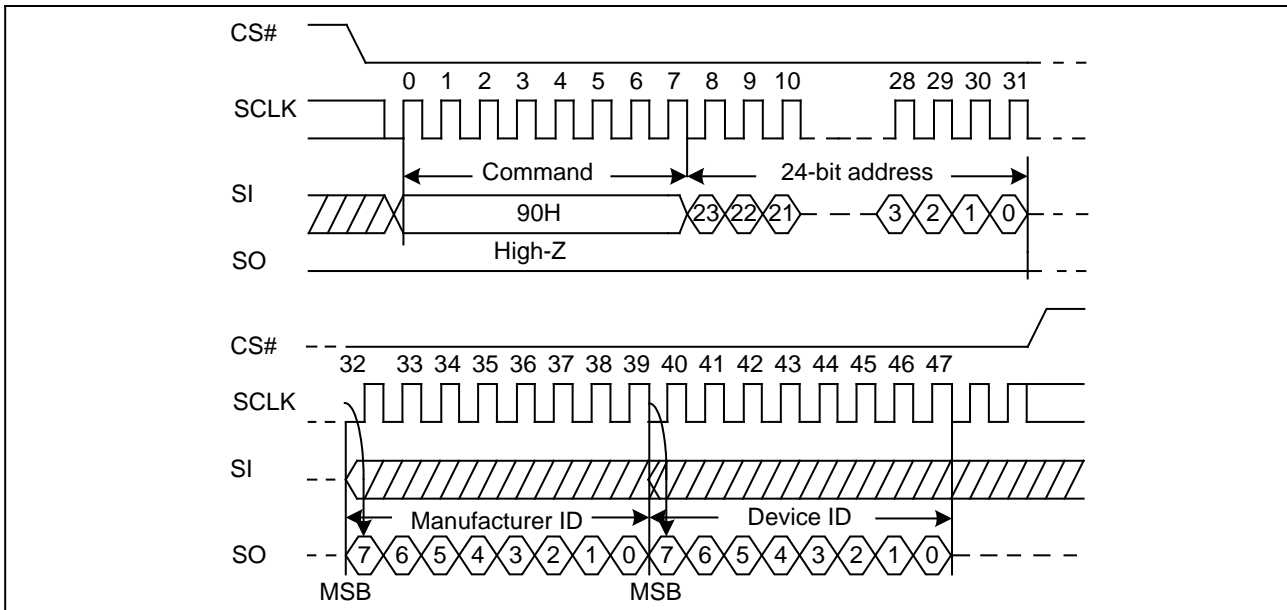 CS#
0 1 2 3 4 5 6 7 8 9 10 28 29 30 31
SCLK
Command 24-bit address
SI
90H 23 22 21 3 2 1 0
High-Z
SO
CS#
32 33 34 35 36 37 38 39 40 41 42 43 44 45 46 47
SCLK
SI
Manufacturer ID Device ID
SO 7 6 5 4 3 2 1 0 7 6 5 4 3 2 1 0
MSB MSB